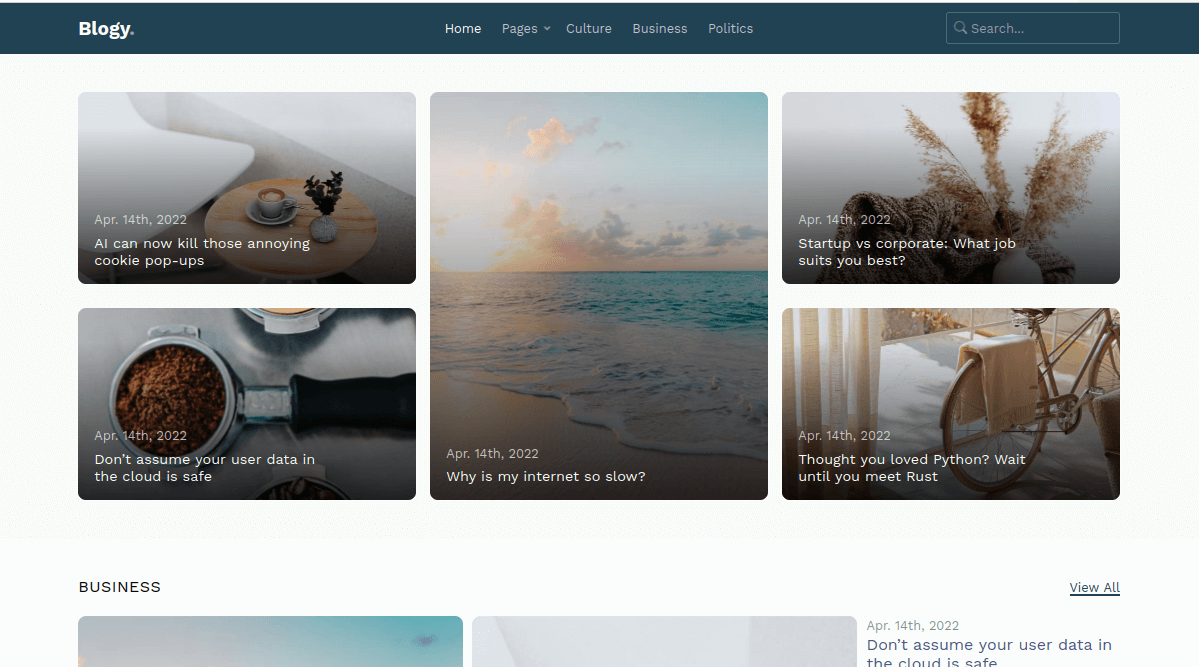 Blogy.
Home
Pages
Culture
Business
Politics
Search...
Apr. 14th, 2022
AI can now kill those annoying
cookie pop-ups
Apr. 14th, 2022
Don’t assume your user data in
the cloud is safe
Apr. 14th, 2022
Why is my internet so slow?
Apr. 14th, 2022
Startup vs corporate: What job
suits you best?
Apr. 14th, 2022
Thought you loved Python? Wait
until you meet Rust
BUSINESS
View All
Apr. 14th, 2022
Don’t assume your user data in
the cloud is safe